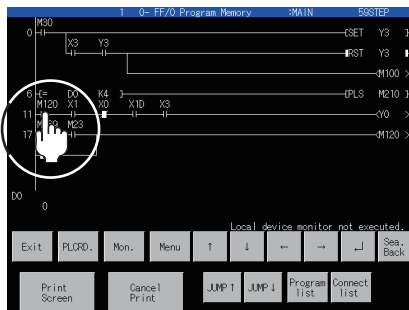 1 0- FF/0 Program Memory :MAIN 59STEP
M30
0 SET Y3
X3 Y3
RST Y3
M100
6 = D0 K4 PLS M210
M120 X1 X0 X1D X3
11 Y0
M23
17 M120
D0
0
Local device monitor not executed.
Exit PLCRD. Mon. Menu ↑ ↓ ← → ↵ Sea. Back
Print Screen Cancel Print JUMP↑ JUMP↓ Program list Connect list